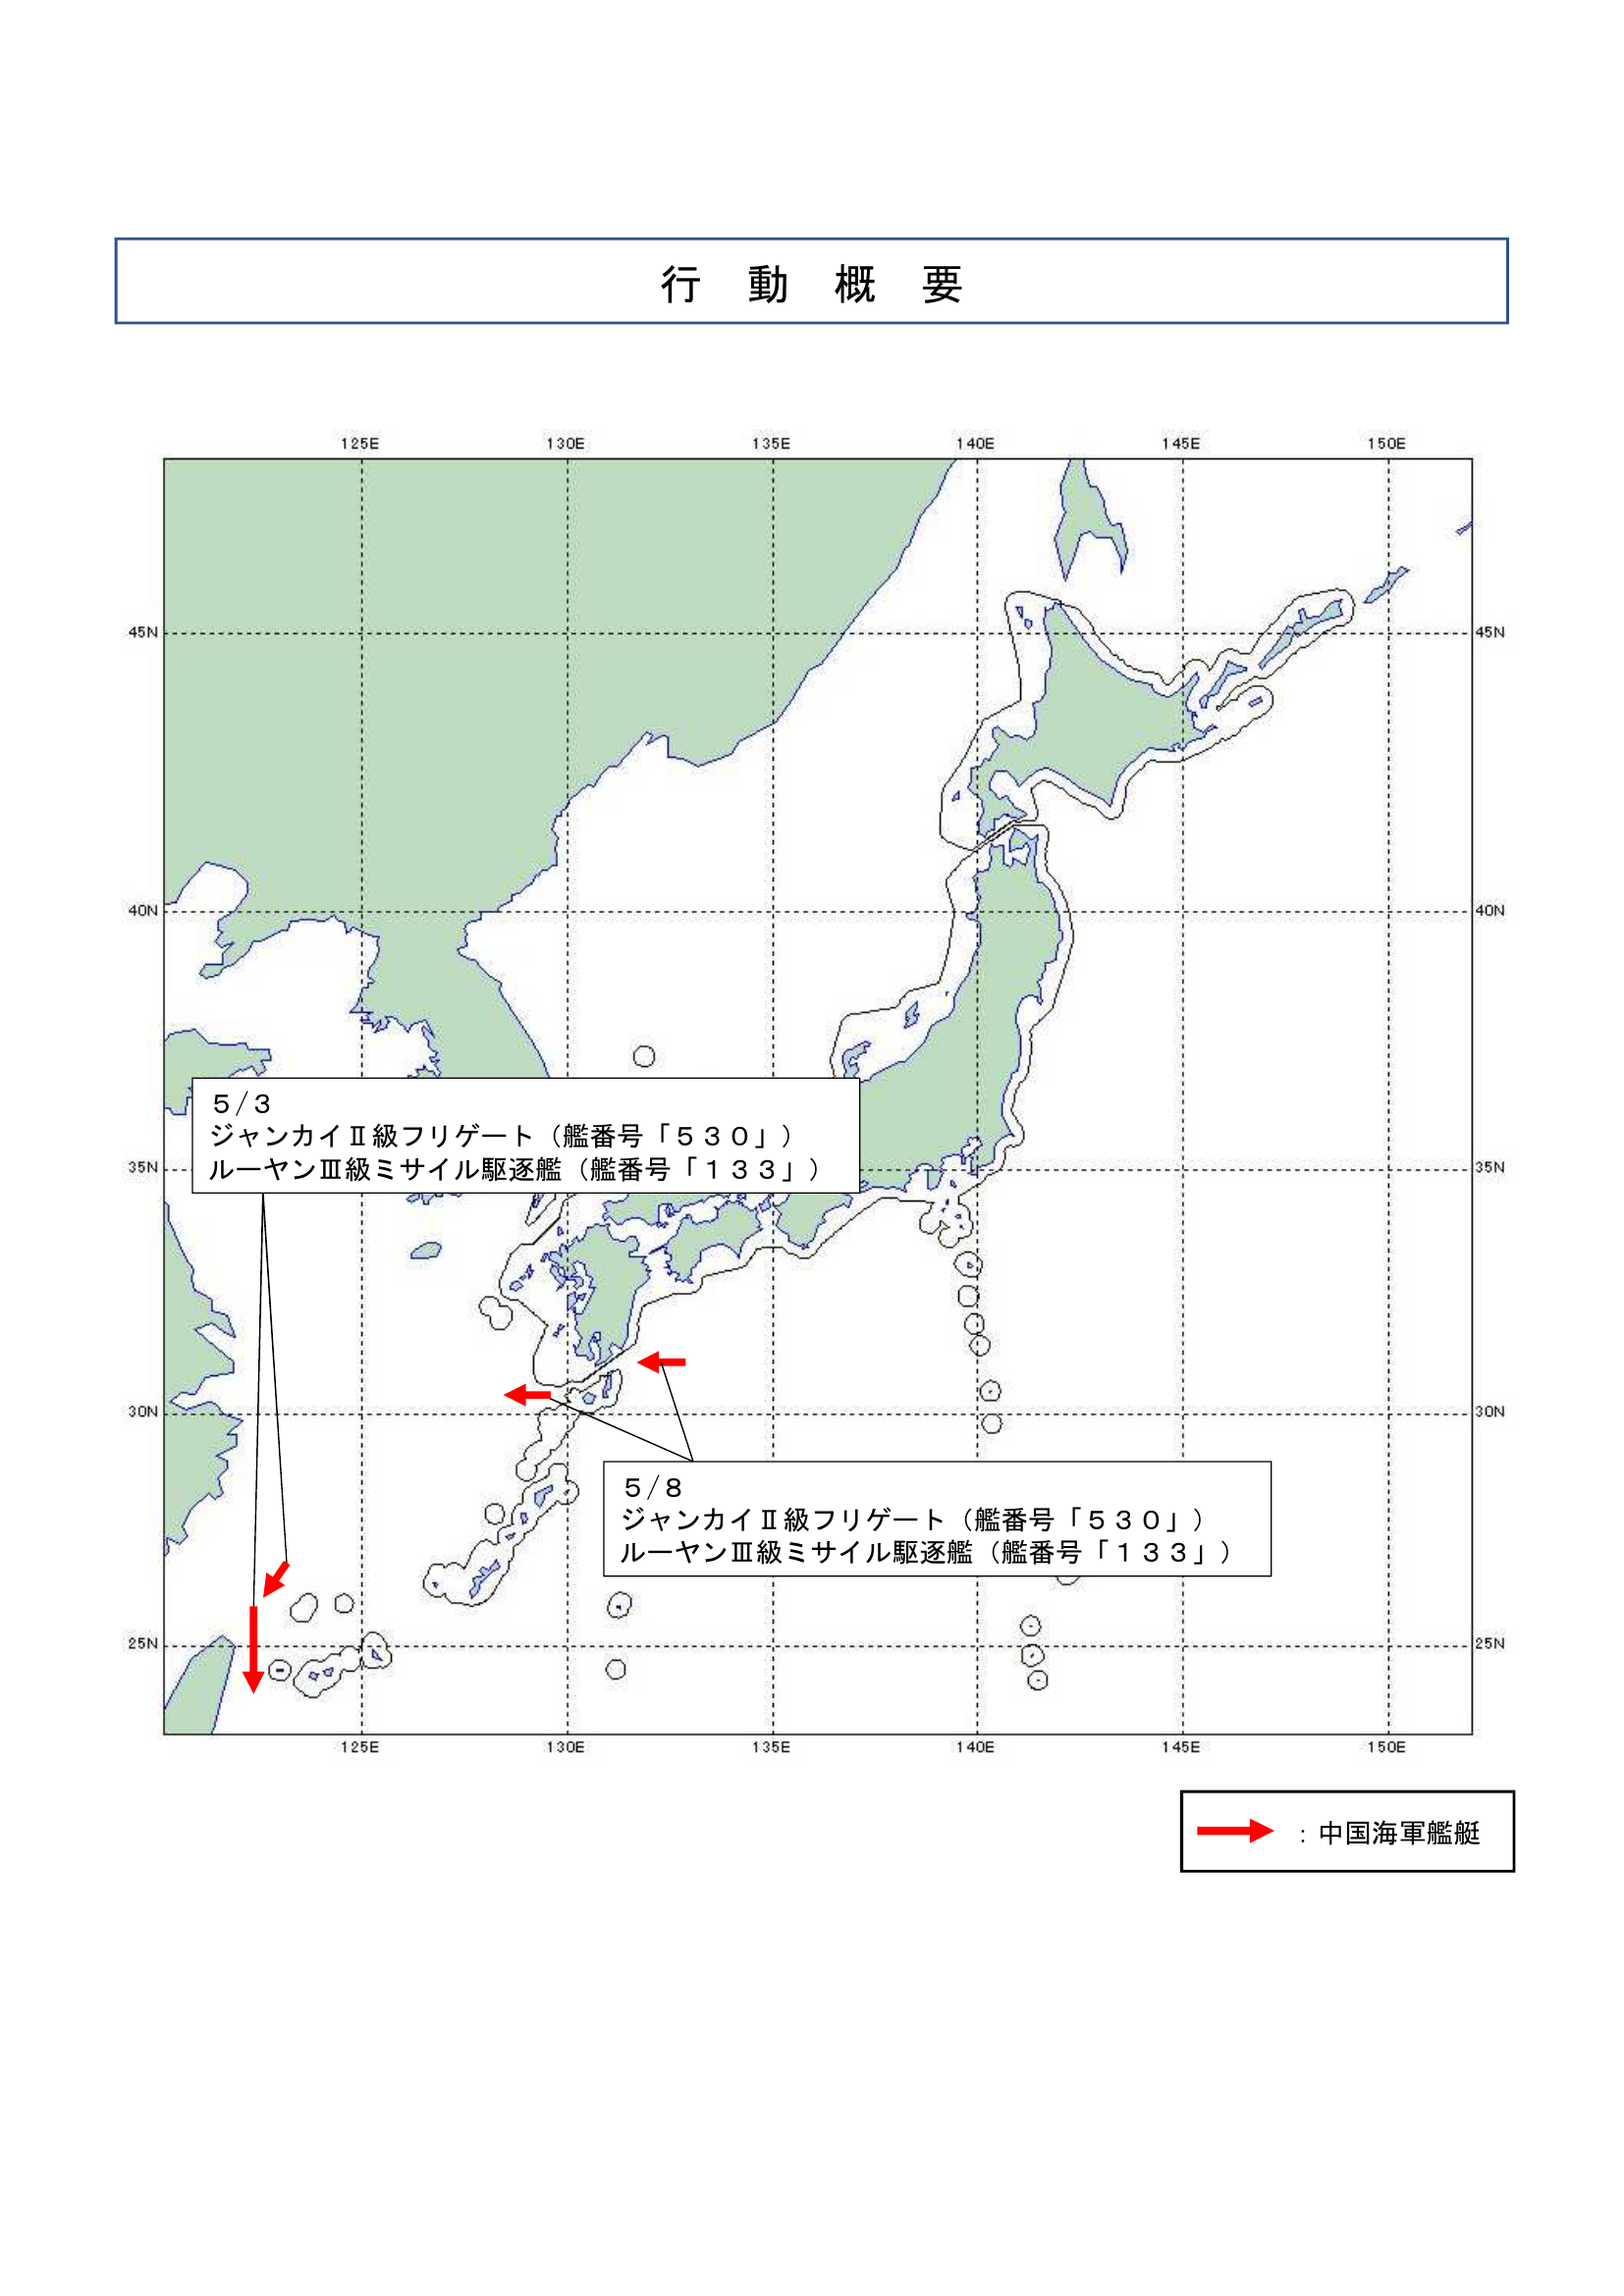 行　動　概　要
125E 130E 135E 140E 145E 150E
45N 45N
40N 40N
５/３
ジャンカイⅡ級フリゲート（艦番号「５３０」）
ルーヤンⅢ級ミサイル駆逐艦（艦番号「１３３」）
35N 35N
30N 30N
５/８
ジャンカイⅡ級フリゲート（艦番号「５３０」）
ルーヤンⅢ級ミサイル駆逐艦（艦番号「１３３」）
25N 25N
125E 130E 135E 140E 145E 150E
：中国海軍艦艇